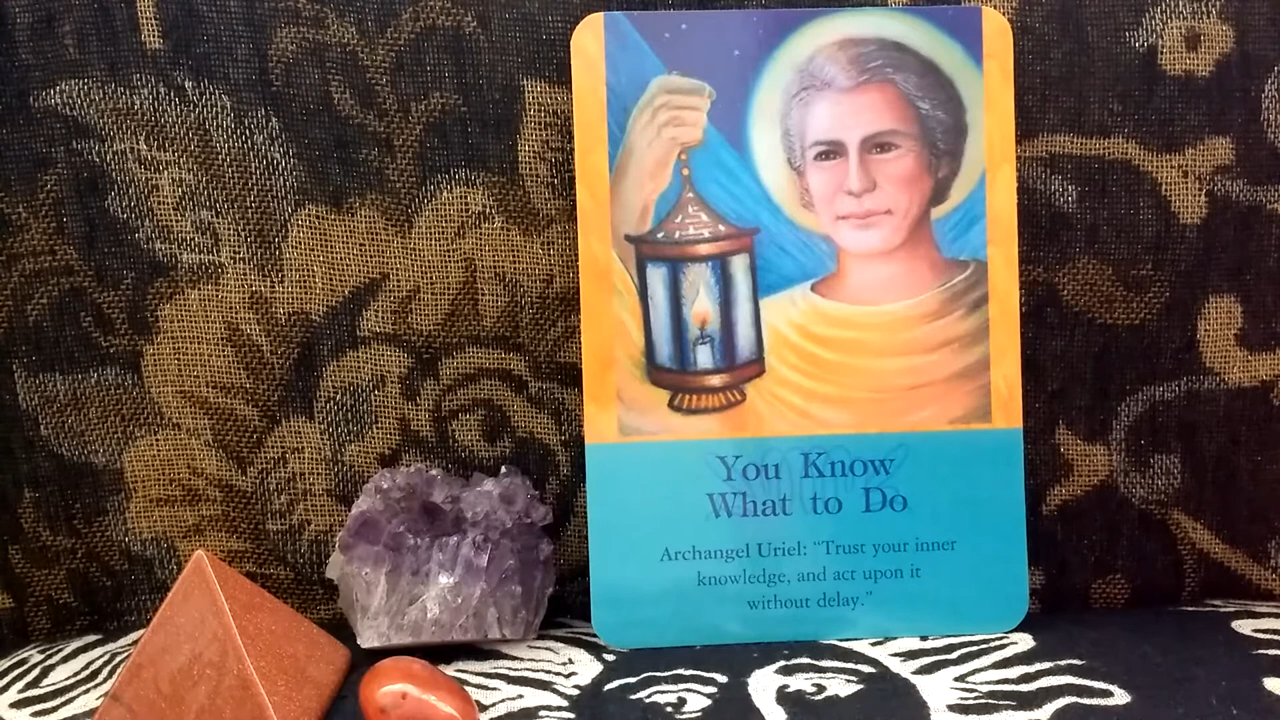 You Know
What to Do
Archangel Uriel: “Trust your inner
knowledge, and act upon it
without delay.”